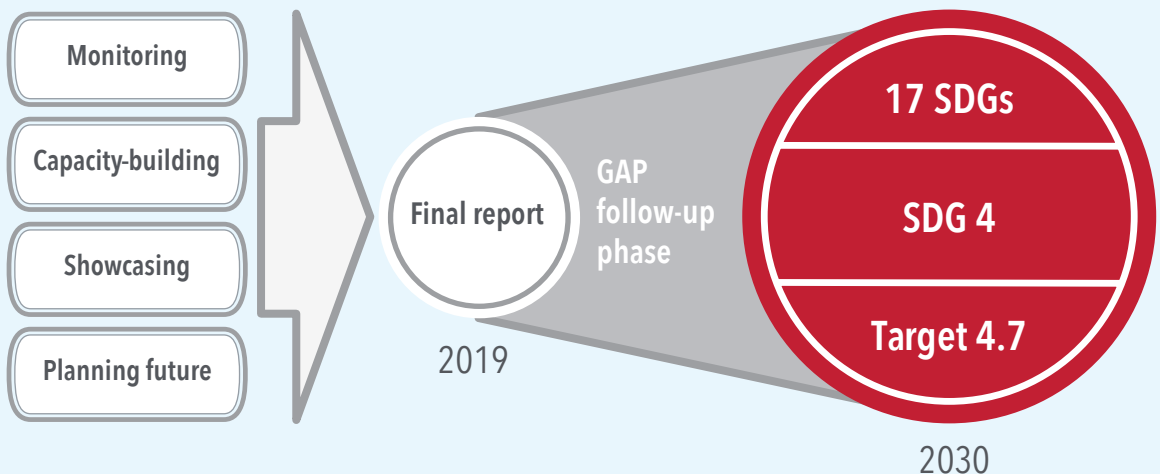 Monitoring
Capacity-building
Showcasing
Planning future
Final report
2019
GAP
follow-up
phase
17 SDGs
SDG 4
Target 4.7
2030